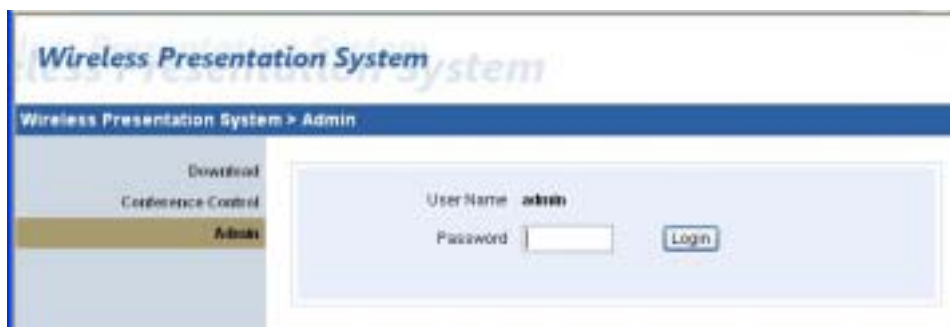 Wireless Presentation System
Wireless Presentation System > Admin
Download
Conference Control
Admin
User Name admin
Password
Login